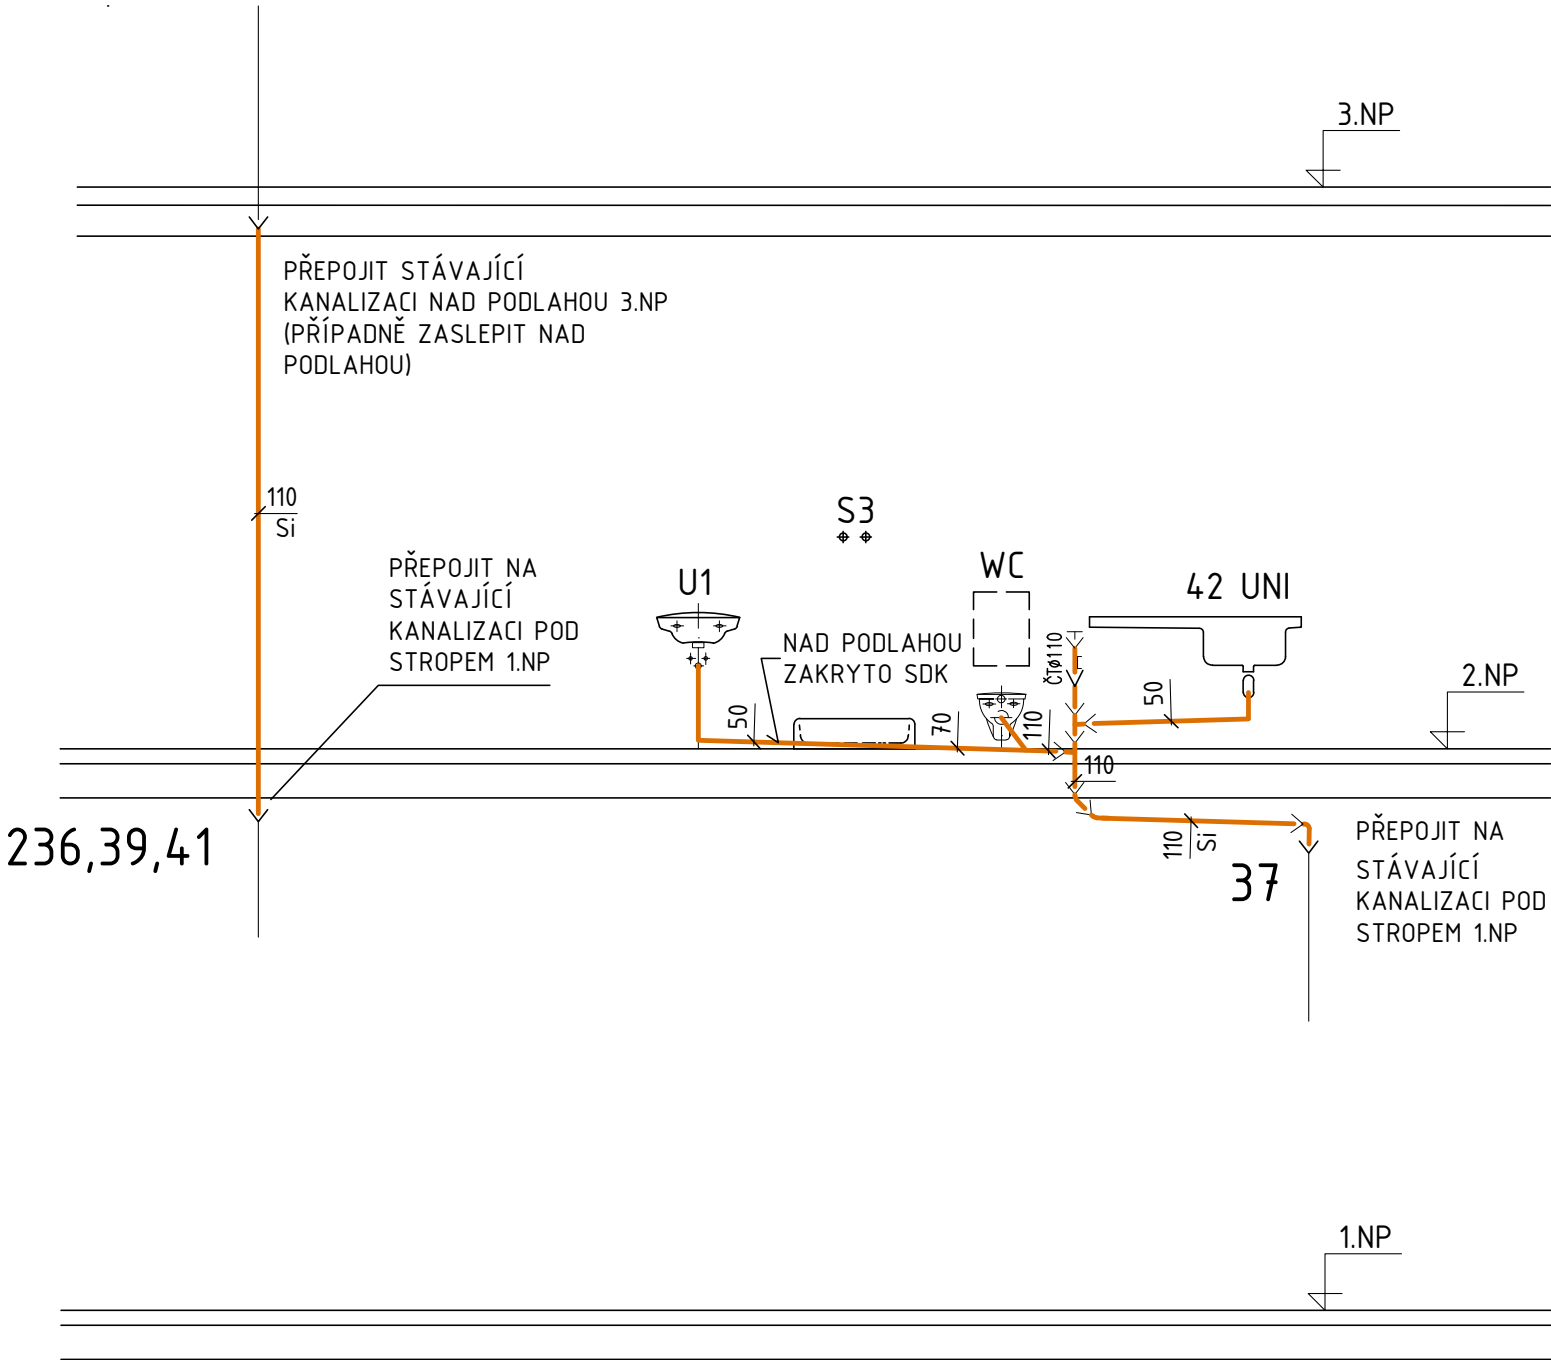 3.NP
PŘEPOJIT STÁVAJÍCÍ
KANALIZACI NAD PODLAHOU 3.NP
(PŘÍPADNĚ ZASLEPIT NAD
PODLAHOU)
110
Si
S3
PŘEPOJIT NA
STÁVAJÍCÍ
KANALIZACI POD
STROPEM 1.NP
U1
WC
42 UNI
NAD PODLAHOU
ZAKRYTO SDK
ČTø110
2.NP
50
70
110
50
110
236,39,41
110
Si
37
PŘEPOJIT NA
STÁVAJÍCÍ
KANALIZACI POD
STROPEM 1.NP
1.NP